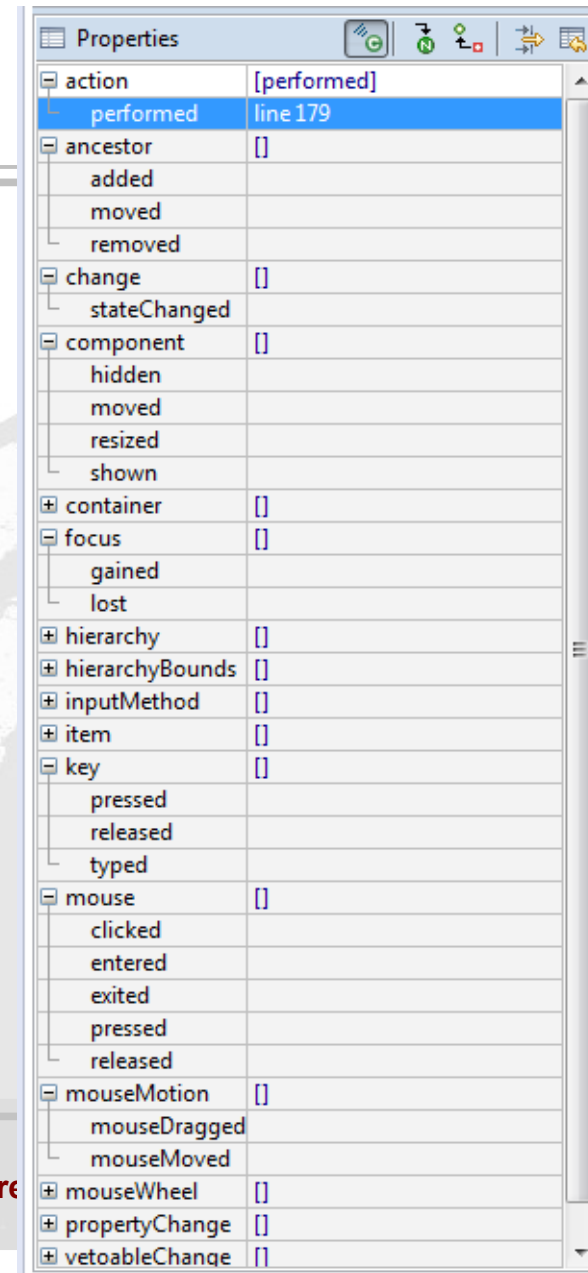 Properties
action [performed]
performed line 179
ancestor []
added
moved
removed
change []
stateChanged
component []
hidden
moved
resized
shown
container []
focus []
gained
lost
hierarchy []
hierarchyBounds []
inputMethod []
item []
key []
pressed
released
typed
mouse []
clicked
entered
exited
pressed
released
mouseMotion []
mouseDragged
mouseMoved
re
mouseWheel []
propertyChange []
vetoableChange []